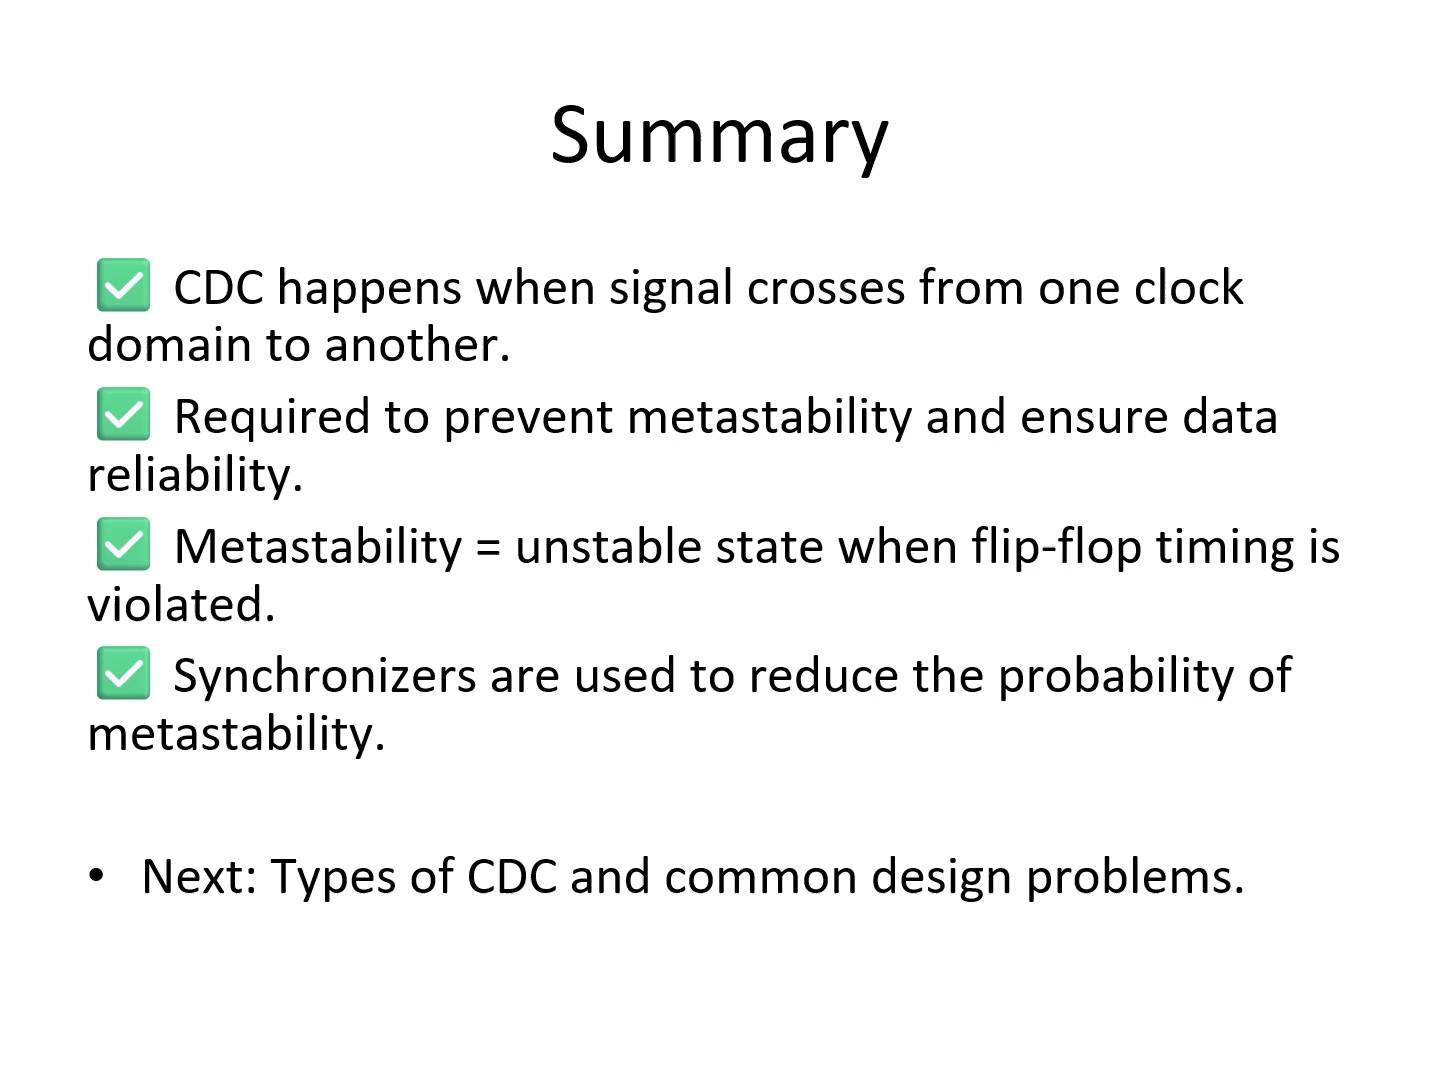 Summary
✅ CDC happens when signal crosses from one clock
domain to another.
✅ Required to prevent metastability and ensure data
reliability.
✅ Metastability = unstable state when flip-flop timing is
violated.
✅ Synchronizers are used to reduce the probability of
metastability.
• Next: Types of CDC and common design problems.